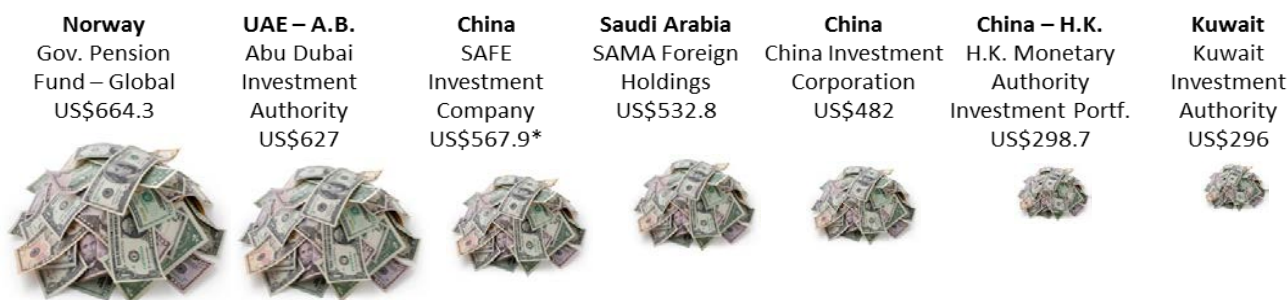 Norway
Gov. Pension
Fund – Global
US$664.3
UAE – A.B.
Abu Dubai
Investment
Authority
US$627
China
SAFE
Investment
Company
US$567.9*
Saudi Arabia
SAMA Foreign
Holdings
US$532.8
China
China Investment
Corporation
US$482
China – H.K.
H.K. Monetary
Authority
Investment Portf.
US$298.7
Kuwait
Kuwait
Investment
Authority
US$296